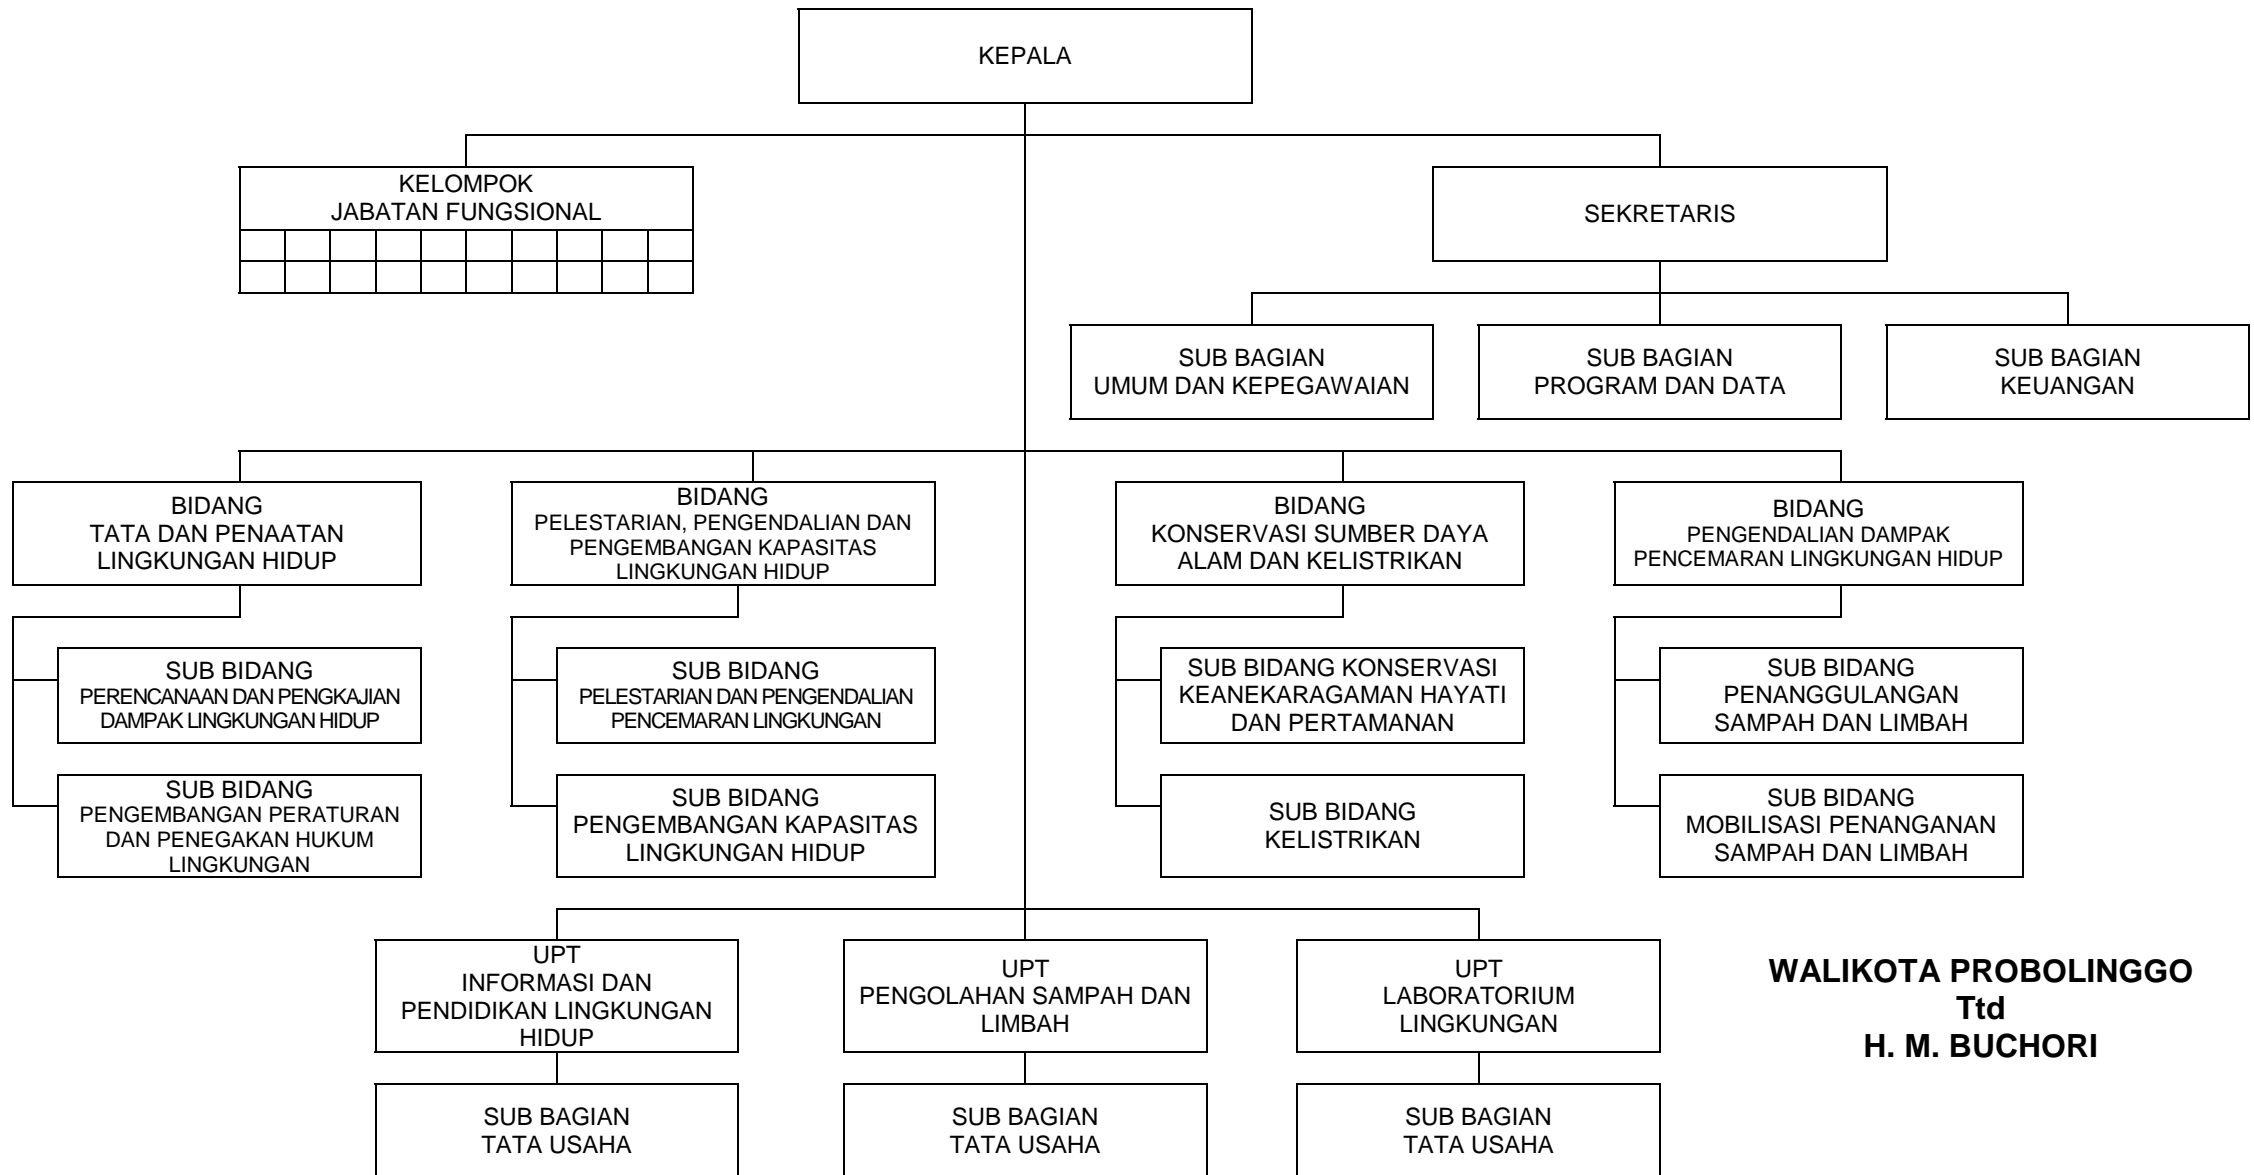 KEPALA
KELOMPOK
JABATAN FUNGSIONAL
SEKRETARIS
SUB BAGIAN
UMUM DAN KEPEGAWAIAN
SUB BAGIAN
PROGRAM DAN DATA
SUB BAGIAN
KEUANGAN
BIDANG
TATA DAN PENAATAN
LINGKUNGAN HIDUP
BIDANG
PELESTARIAN, PENGENDALIAN DAN
PENGEMBANGAN KAPASITAS
LINGKUNGAN HIDUP
BIDANG
KONSERVASI SUMBER DAYA
ALAM DAN KELISTRIKAN
BIDANG
PENGENDALIAN DAMPAK
PENCEMARAN LINGKUNGAN HIDUP
SUB BIDANG
PERENCANAAN DAN PENGKAJIAN
DAMPAK LINGKUNGAN HIDUP
SUB BIDANG
PELESTARIAN DAN PENGENDALIAN
PENCEMARAN LINGKUNGAN
SUB BIDANG KONSERVASI
KEANEKARAGAMAN HAYATI
DAN PERTAMANAN
SUB BIDANG
PENANGGULANGAN
SAMPAH DAN LIMBAH
SUB BIDANG
PENGEMBANGAN PERATURAN
DAN PENEGAKAN HUKUM
LINGKUNGAN
SUB BIDANG
PENGEMBANGAN KAPASITAS
LINGKUNGAN HIDUP
SUB BIDANG
KELISTRIKAN
SUB BIDANG
MOBILISASI PENANGANAN
SAMPAH DAN LIMBAH
UPT
INFORMASI DAN
PENDIDIKAN LINGKUNGAN
HIDUP
UPT
PENGOLAHAN SAMPAH DAN
LIMBAH
UPT
LABORATORIUM
LINGKUNGAN
WALIKOTA PROBOLINGGO
Ttd
H. M. BUCHORI
SUB BAGIAN
TATA USAHA
SUB BAGIAN
TATA USAHA
SUB BAGIAN
TATA USAHA